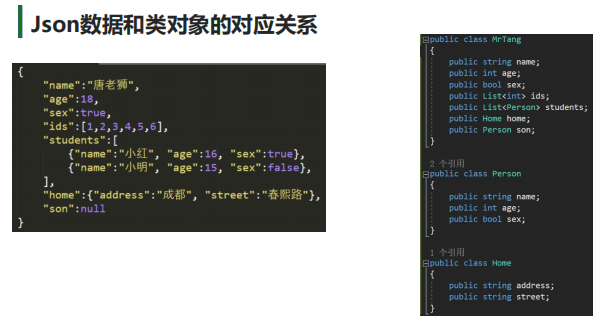 Json数据和类对象的对应关系
{
"name":"唐老狮",
"age":18,
"sex":true,
"ids":[1,2,3,4,5,6],
"students":[
{"name":"小红", "age":16, "sex":true},
{"name":"小明", "age":15, "sex":false},
],
"home":{"address":"成都", "street":"春熙路"},
"son":null
}
public class MrTang
{
public string name;
public int age;
public bool sex;
public List<int> ids;
public List<Person> students;
public Home home;
public Person son;
}
2 个引用
public class Person
{
public string name;
public int age;
public bool sex;
}
1 个引用
public class Home
{
public string address;
public string street;
}